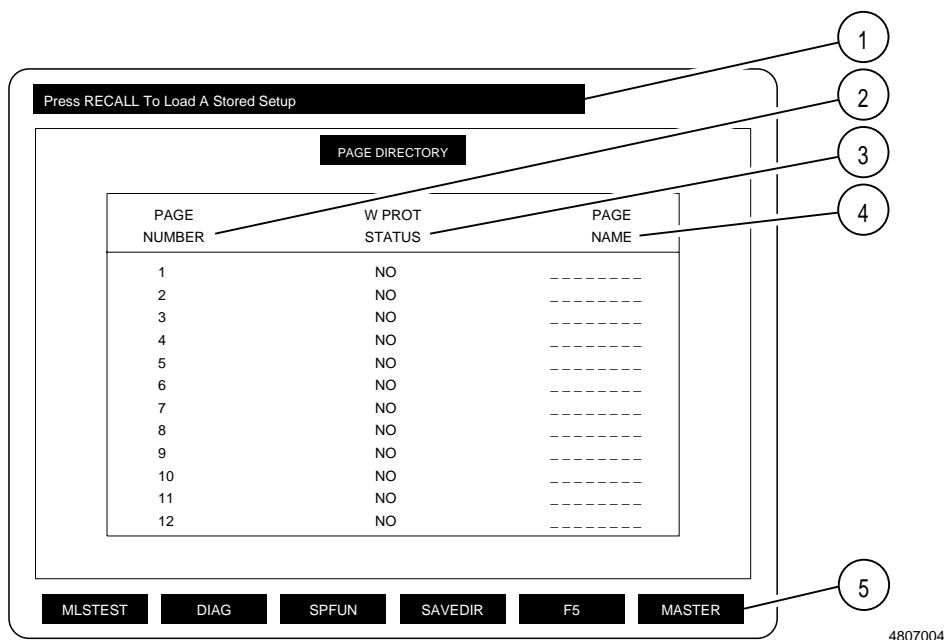 1
Press RECALL To Load A Stored Setup
2
PAGE DIRECTORY
3
PAGE W PROT PAGE
4
NUMBER STATUS NAME
1 NO _ _ _ _ _ _ _ _
2 NO _ _ _ _ _ _ _ _
3 NO _ _ _ _ _ _ _ _
4 NO _ _ _ _ _ _ _ _
5 NO _ _ _ _ _ _ _ _
6 NO _ _ _ _ _ _ _ _
7 NO _ _ _ _ _ _ _ _
8 NO _ _ _ _ _ _ _ _
9 NO _ _ _ _ _ _ _ _
10 NO _ _ _ _ _ _ _ _
11 NO _ _ _ _ _ _ _ _
12 NO _ _ _ _ _ _ _ _
5
MLSTEST DIAG SPFUN SAVEDIR F5 MASTER
4807004